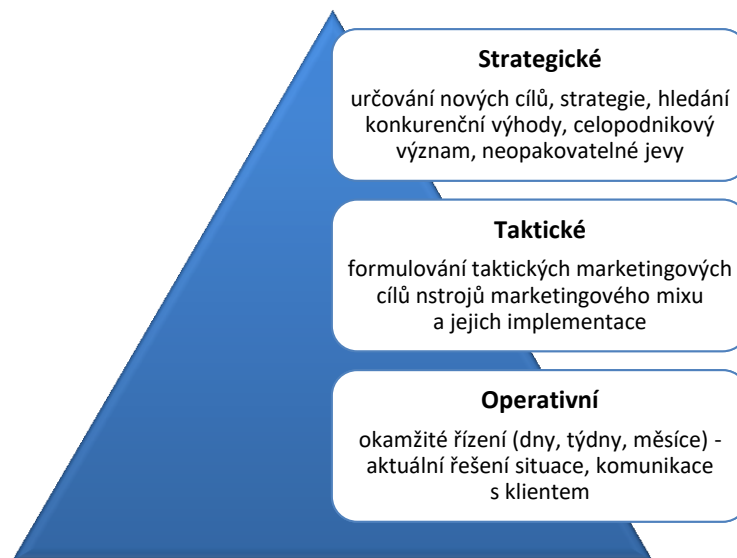 Strategické
určování nových cílů, strategie, hledání
konkurenční výhody, celopodnikový
význam, neopakovatelné jevy
Taktické
formulování taktických marketingových
cílů nstrojů marketingového mixu
a jejich implementace
Operativní
okamžité řízení (dny, týdny, měsíce) -
aktuální řešení situace, komunikace
s klientem